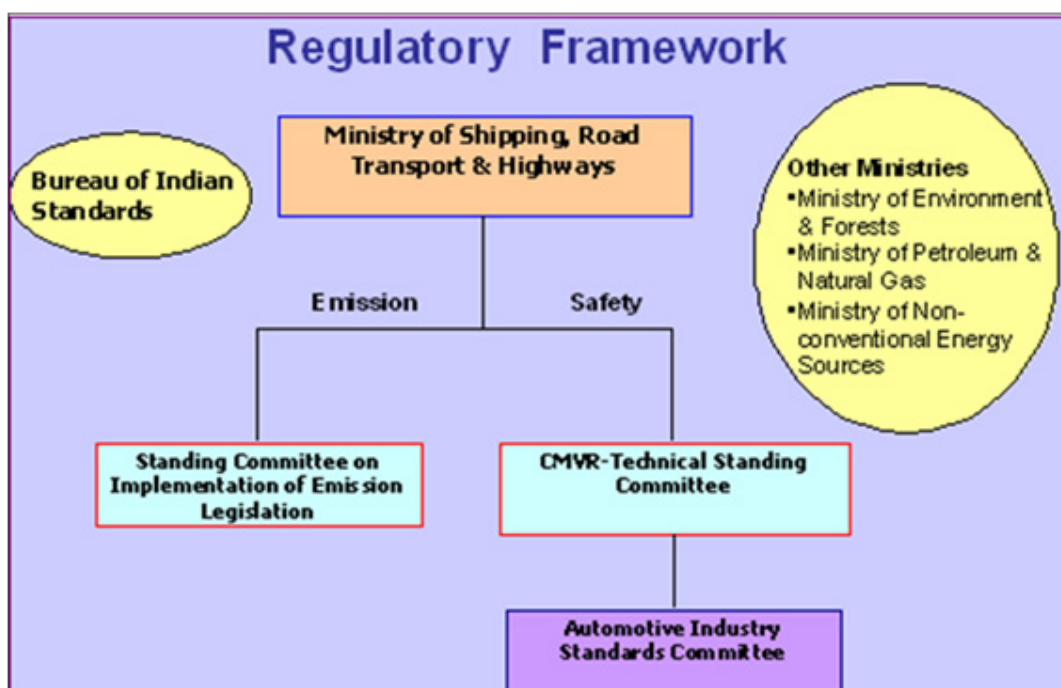 Regulatory Framework
Ministry of Shipping, Road
Transport & Highways
Bureau of Indian
Standards
Other Ministries
▪Ministry of Environment
& Forests
▪Ministry of Petroleum &
Natural Gas
▪Ministry of Non-
conventional Energy
Sources
Emission
Safety
Standing Committee on
Implementation of Emission
Legislation
CMVR-Technical Standing
Committee
Automotive Industry
Standards Committee